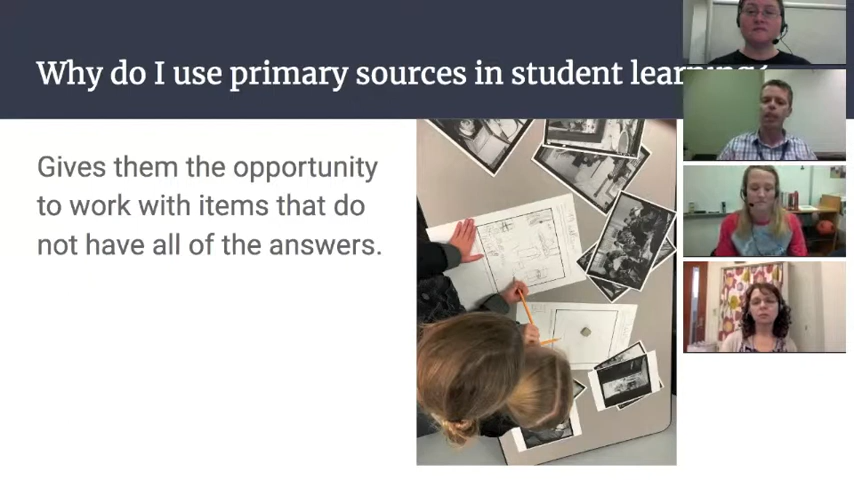 Why do I use primary sources in student learning?
Gives them the opportunity
to work with items that do
not have all of the answers.